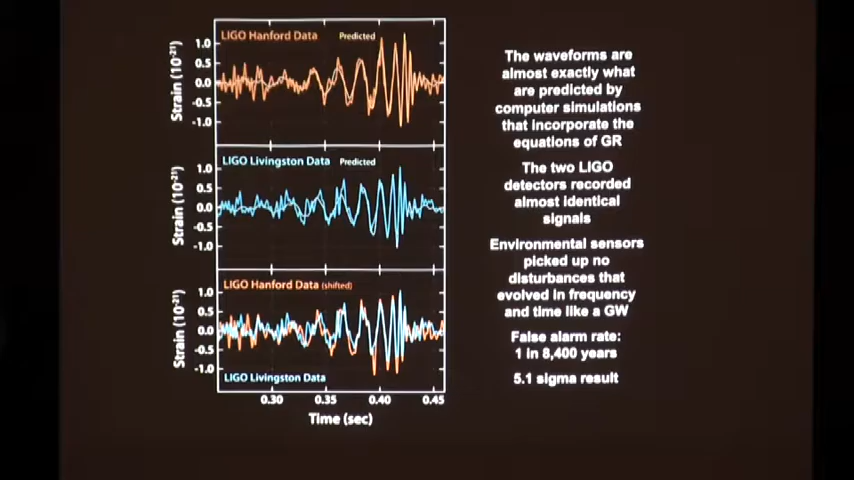 LIGO Hanford Data Predicted
1.0
0.5
0.0
-0.5
-1.0
Strain (10⁻²¹)
LIGO Livingston Data Predicted
1.0
0.5
0.0
-0.5
-1.0
Strain (10⁻²¹)
LIGO Hanford Data (shifted)
1.0
0.5
0.0
-0.5
-1.0
Strain (10⁻²¹)
LIGO Livingston Data
0.30 0.35 0.40 0.45
Time (sec)
The waveforms are
almost exactly what
are predicted by
computer simulations
that incorporate the
equations of GR
The two LIGO
detectors recorded
almost identical
signals
Environmental sensors
picked up no
disturbances that
evolved in frequency
and time like a GW
False alarm rate:
1 in 8,400 years
5.1 sigma result